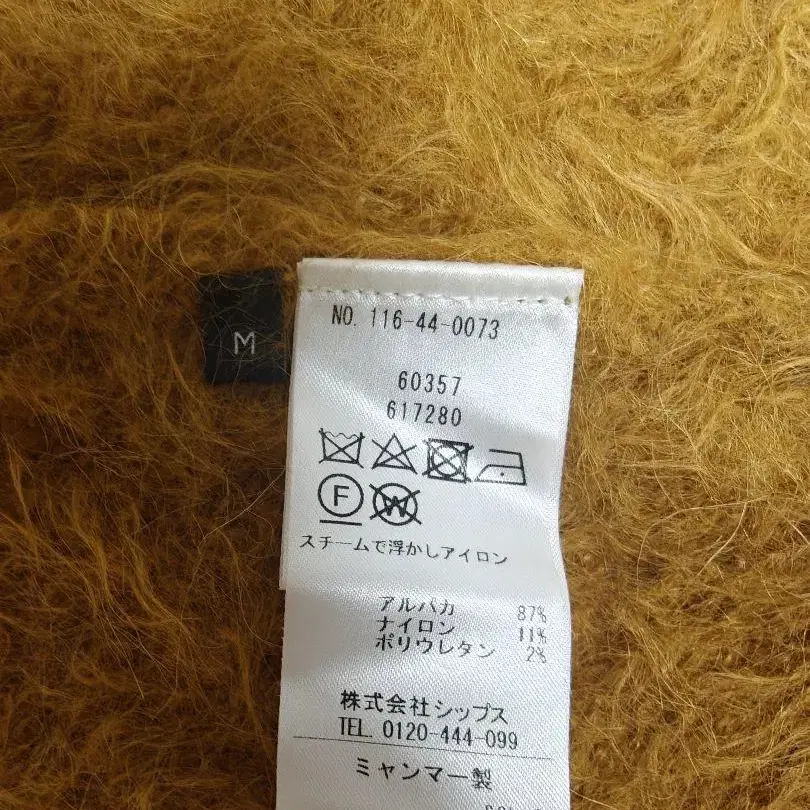 M
NO. 116-44-0073
60357
617280
F
W
スチームで浮かしアイロン
アルパカ 87%
ナイロン 11%
ポリウレタン 2%
株式会社シップス
TEL. 0120-444-099
ミャンマー製